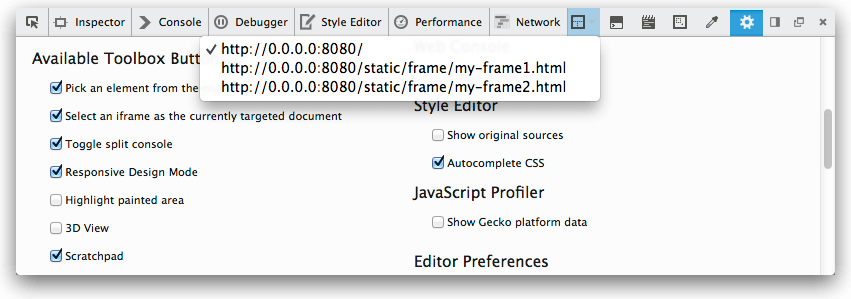 Inspector Console Debugger Style Editor Performance Network
http://0.0.0.0:8080/
http://0.0.0.0:8080/static/frame/my-frame1.html
http://0.0.0.0:8080/static/frame/my-frame2.html
Available Toolbox Butt
Pick an element from the
Select an iframe as the currently targeted document
Toggle split console
Responsive Design Mode
Highlight painted area
3D View
Scratchpad
Web Console
Style Editor
Show original sources
Autocomplete CSS
JavaScript Profiler
Show Gecko platform data
Editor Preferences